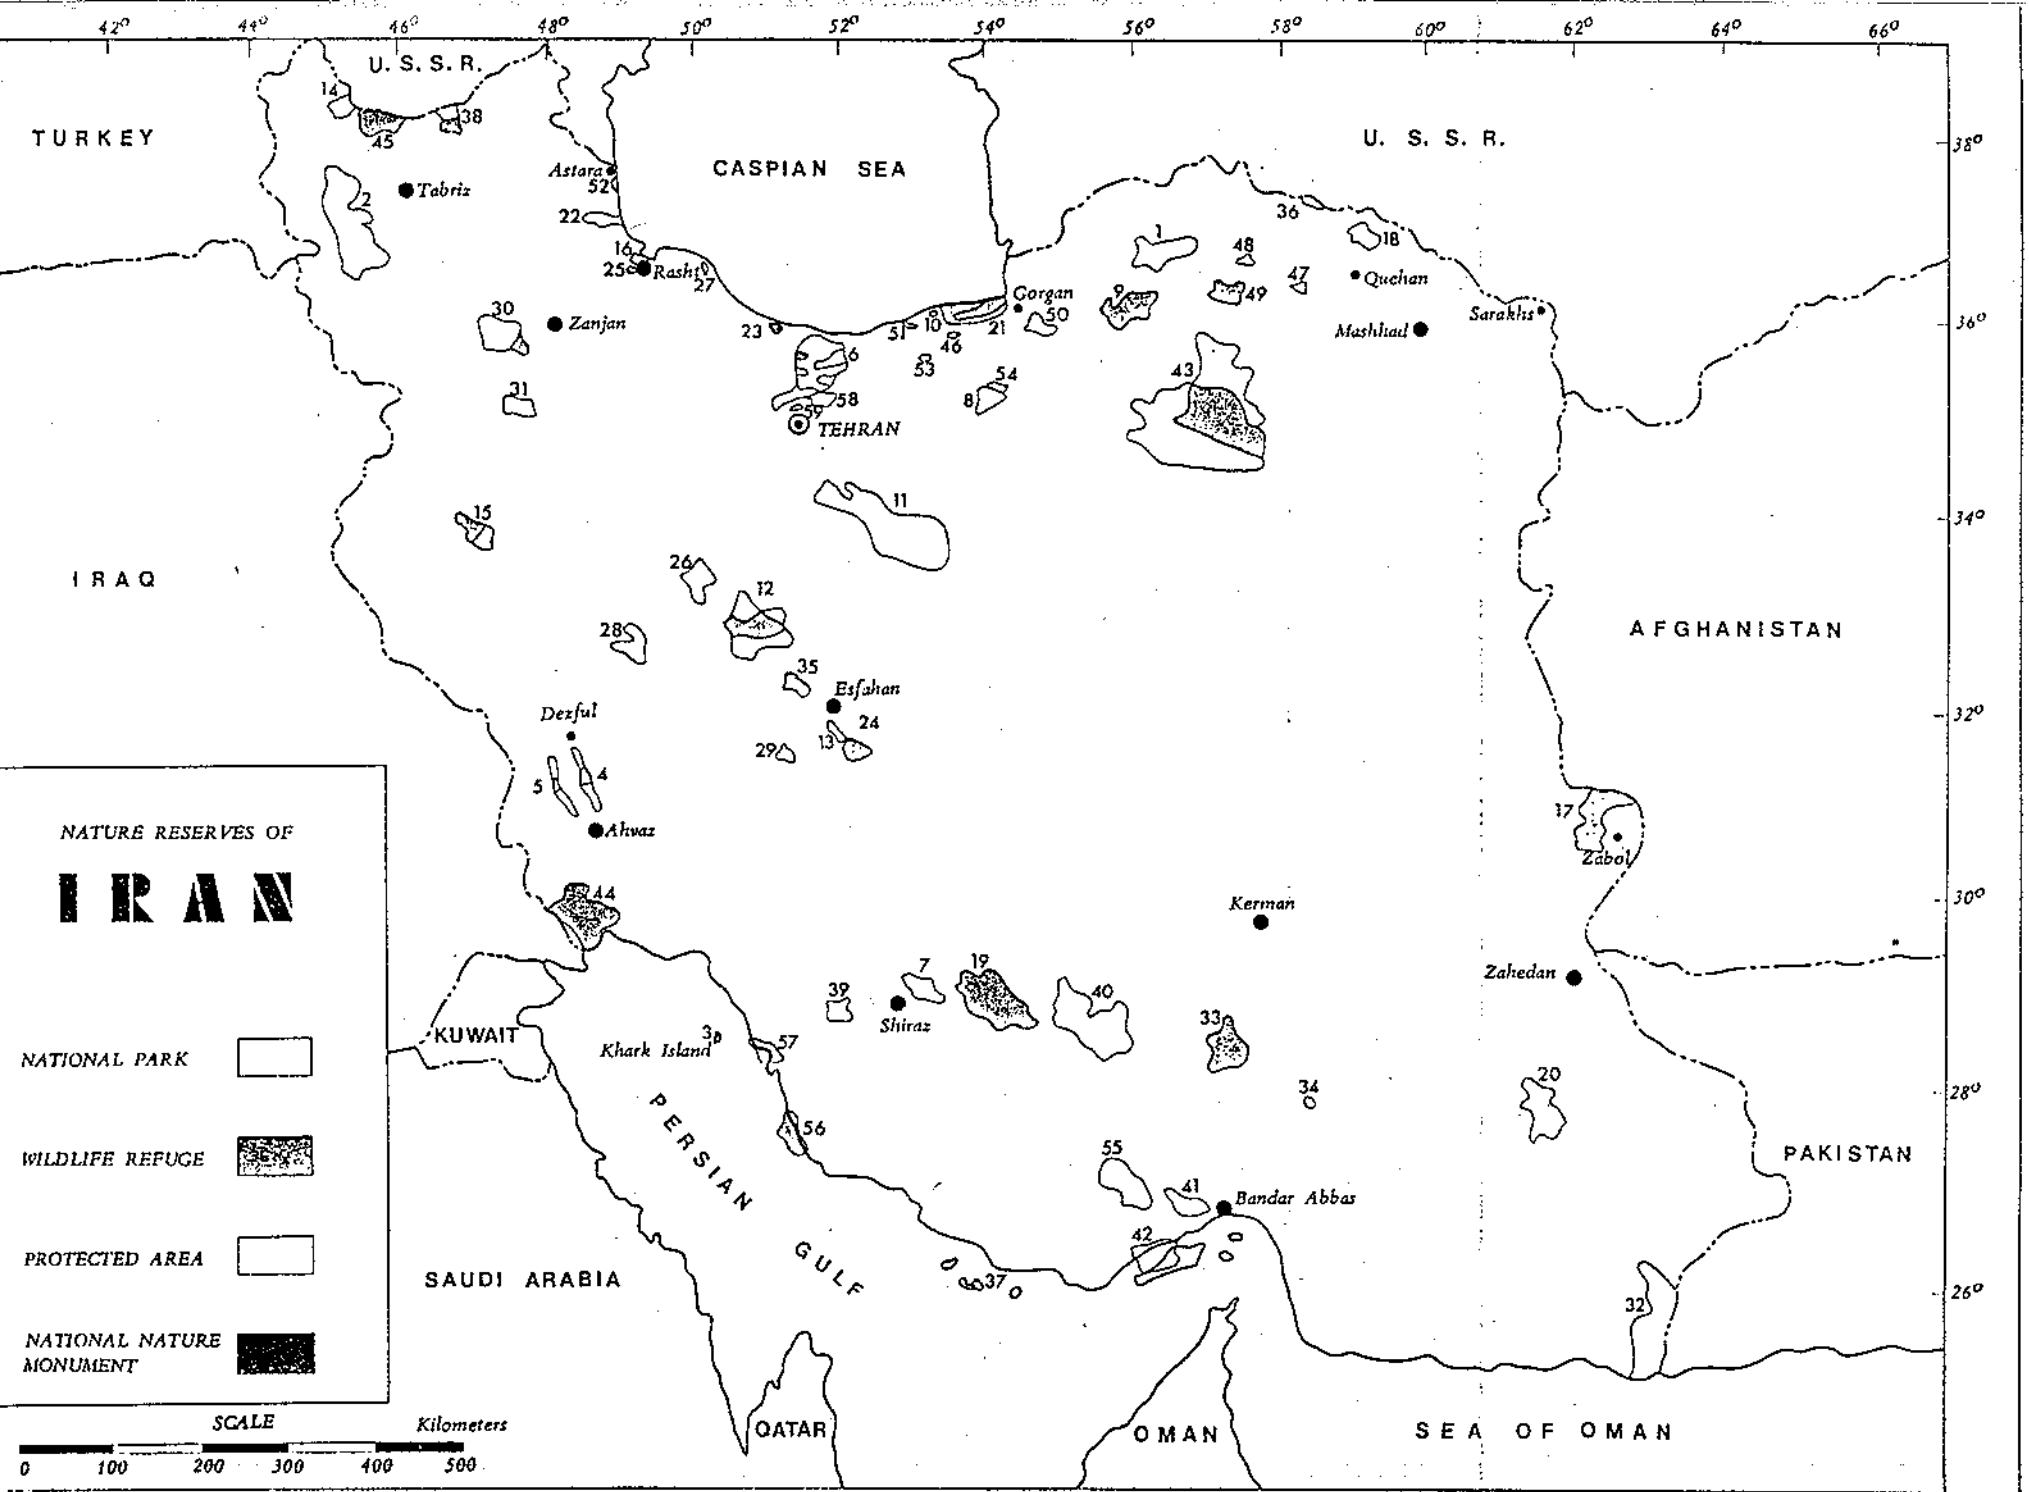 42° 44° 46° 48° 50° 52° 54° 56° 58° 60° 62° 64° 66°
U. S. S. R.
14
38
45
TURKEY
CASPIAN SEA
U. S. S. R.
38°
Astara
52
2
Tabriz
22
36
16
1
48
18
25
Rasht
27
47
Quchan
Gorgan
9
49
30
Zanjan
23
51
10
21
50
Sarakhs
36°
Mashhad
46
6
53
31
58
8
54
43
59
TEHRAN
11
15
34°
26
IRAQ
12
28
AFGHANISTAN
35
Esfahan
Dezful
24
32°
13
29
5
4
17
Ahvaz
Zabol
NATURE RESERVES OF
IRAN
44
30°
Kerman
7
19
Zahedan
39
40
Shiraz
33
KUWAIT
3
Khark Island
57
NATIONAL PARK
20
34
28°
PERSIAN
GULF
56
55
WILDLIFE REFUGE
PAKISTAN
41
Bandar Abbas
42
PROTECTED AREA
SAUDI ARABIA
37
26°
32
NATIONAL NATURE
MONUMENT
SCALE Kilometers
0 100 200 300 400 500
QATAR
OMAN
SEA OF OMAN